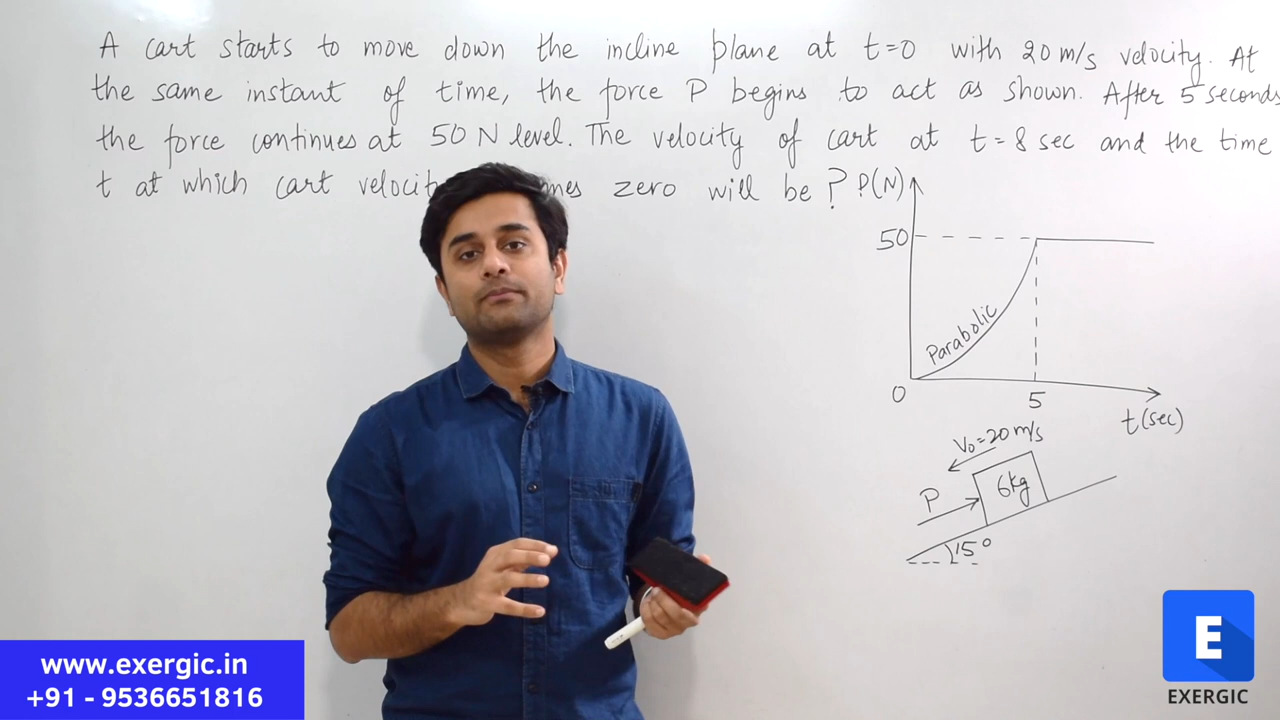 A cart starts to move down the incline plane at t=0 with 20 m/s velocity. At
the same instant of time, the force P begins to act as shown. After 5 seconds
the force continues at 50 N level. The velocity of cart at t = 8 sec and the time
t at which cart zero will be ?
P(N)
50
Parabolic
0
5
t(sec)
V₀=20 m/s
P
6kg
15°
www.exergic.in
+91 - 9536651816
E
EXERGIC